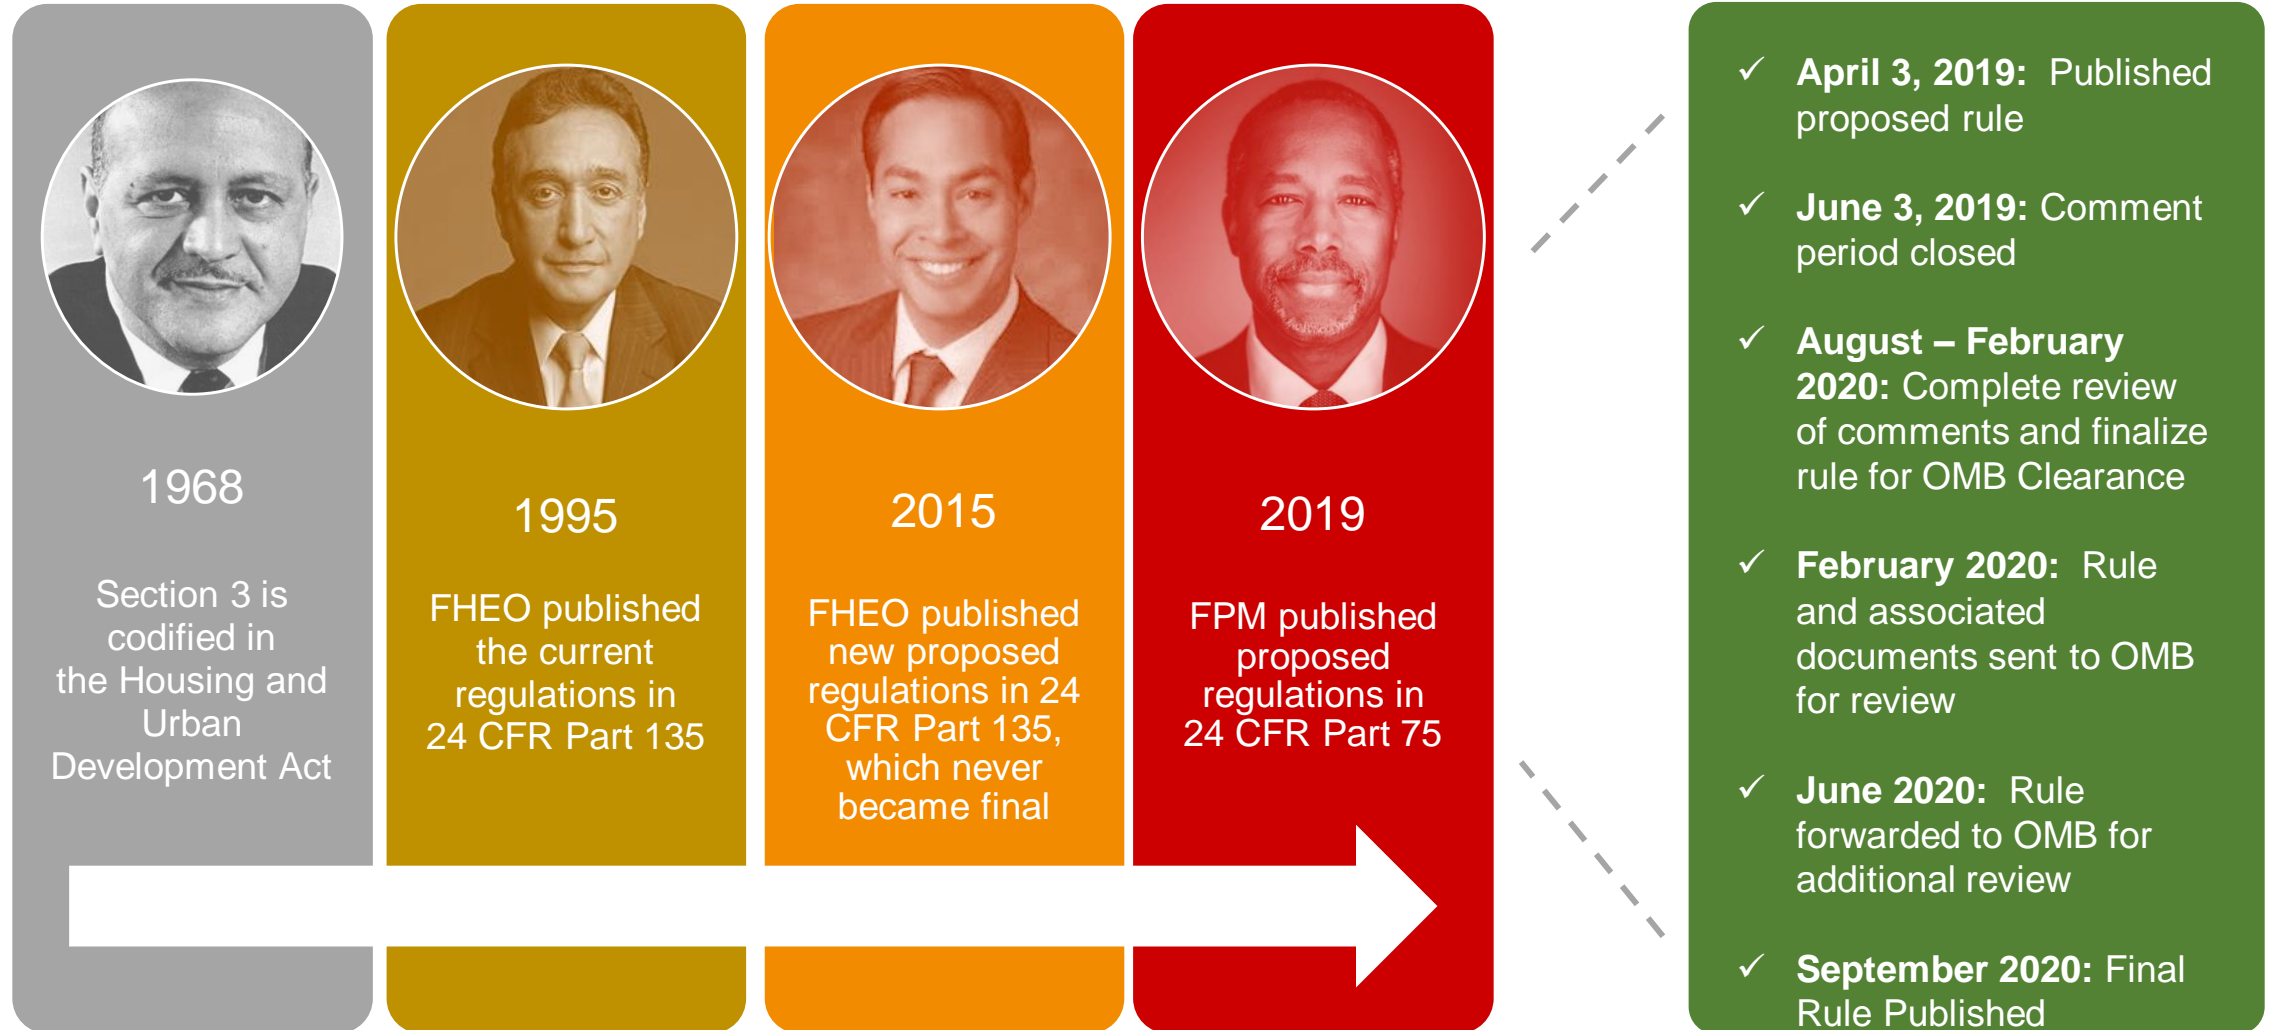 1968
Section 3 is
codified in
the Housing and
Urban
Development Act
1995
FHEO published
the current
regulations in
24 CFR Part 135
2015
FHEO published
new proposed
regulations in 24
CFR Part 135,
which never
became final
2019
FPM published
proposed
regulations in
24 CFR Part 75
✓ April 3, 2019: Published
proposed rule
✓ June 3, 2019: Comment
period closed
✓ August – February
2020: Complete review
of comments and finalize
rule for OMB Clearance
✓ February 2020: Rule
and associated
documents sent to OMB
for review
✓ June 2020: Rule
forwarded to OMB for
additional review
✓ September 2020: Final
Rule Published